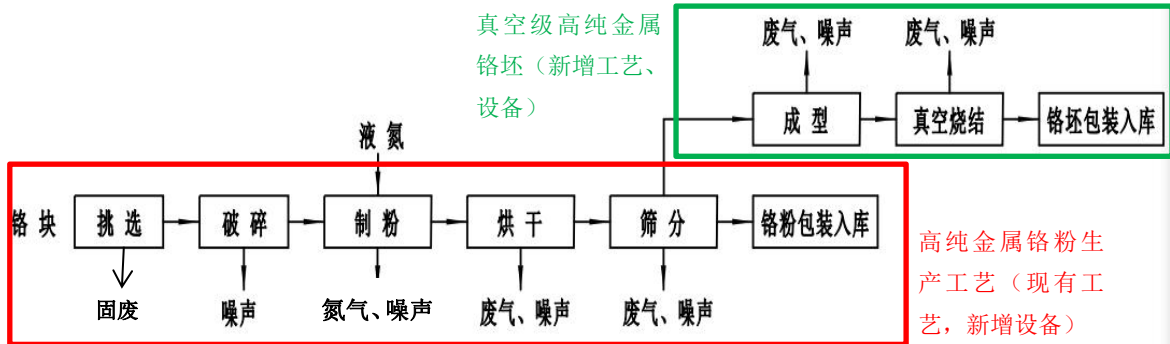 真空级高纯金属
铬坯（新增工艺、
设备）
废气、噪声
废气、噪声
成型
真空烧结
铬坯包装入库
液氮
铬块
挑选
破碎
制粉
烘干
筛分
铬粉包装入库
固废
噪声
氮气、噪声
废气、噪声
废气、噪声
高纯金属铬粉生
产工艺（现有工
艺，新增设备）